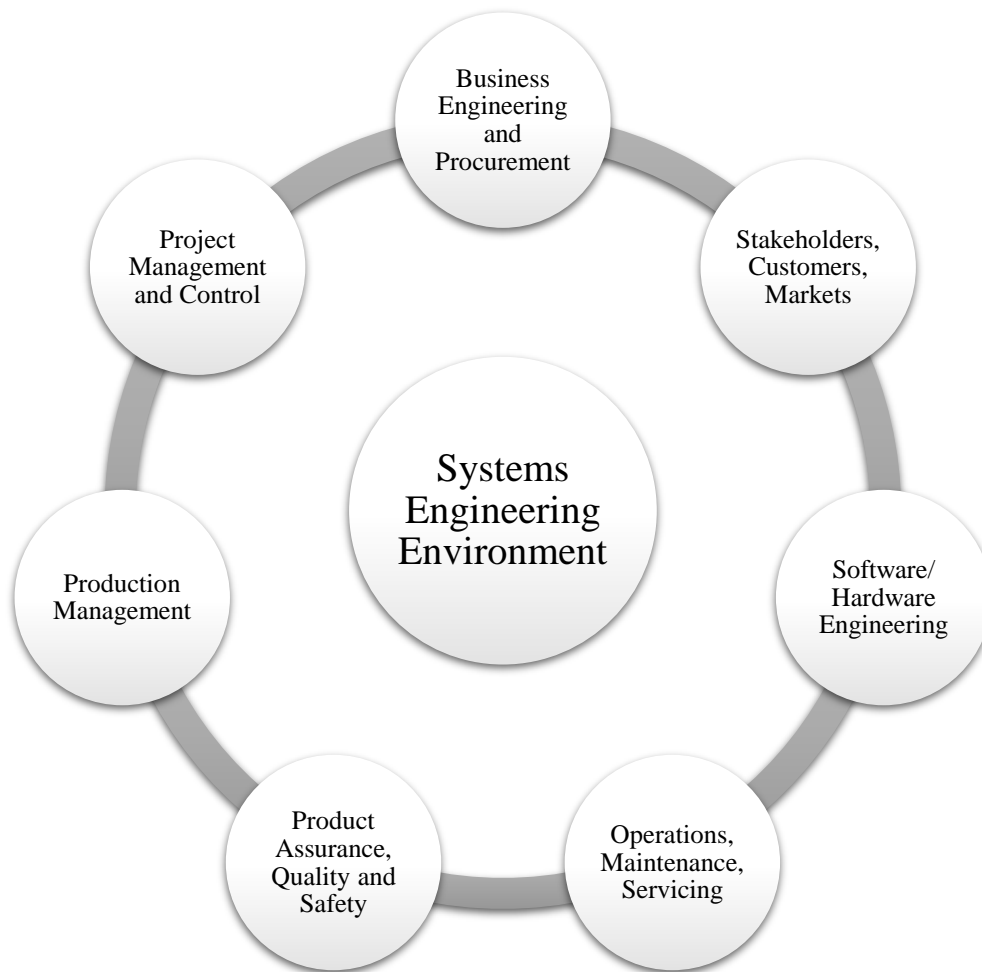 Business
Engineering
and
Procurement
Stakeholders,
Customers,
Markets
Software/
Hardware
Engineering
Operations,
Maintenance,
Servicing
Product
Assurance,
Quality and
Safety
Production
Management
Project
Management
and Control
Systems
Engineering
Environment